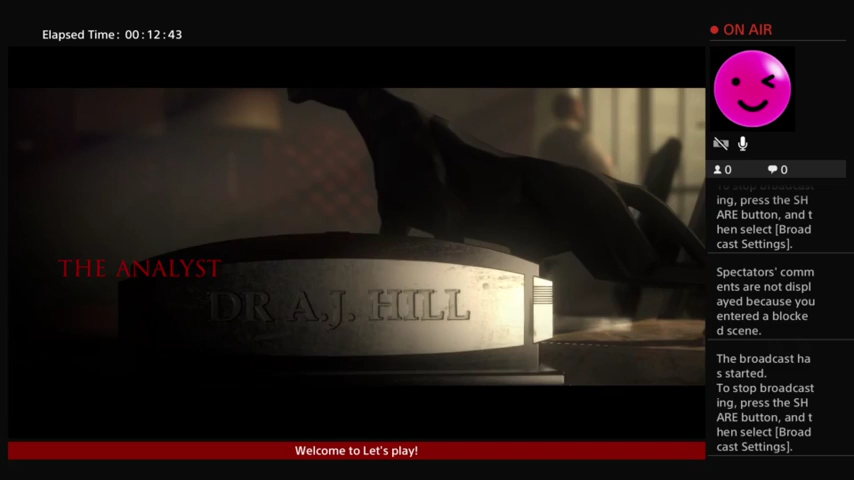 Elapsed Time: 00:12:43
ON AIR
THE ANALYST
DR A.J. HILL
Welcome to Let's play!
0 0
To stop broadcast
ing, press the SH
ARE button, and t
hen select [Broad
cast Settings].
Spectators' comm
ents are not displ
ayed because you
entered a blocke
d scene.
The broadcast ha
s started.
To stop broadcast
ing, press the SH
ARE button, and t
hen select [Broad
cast Settings].